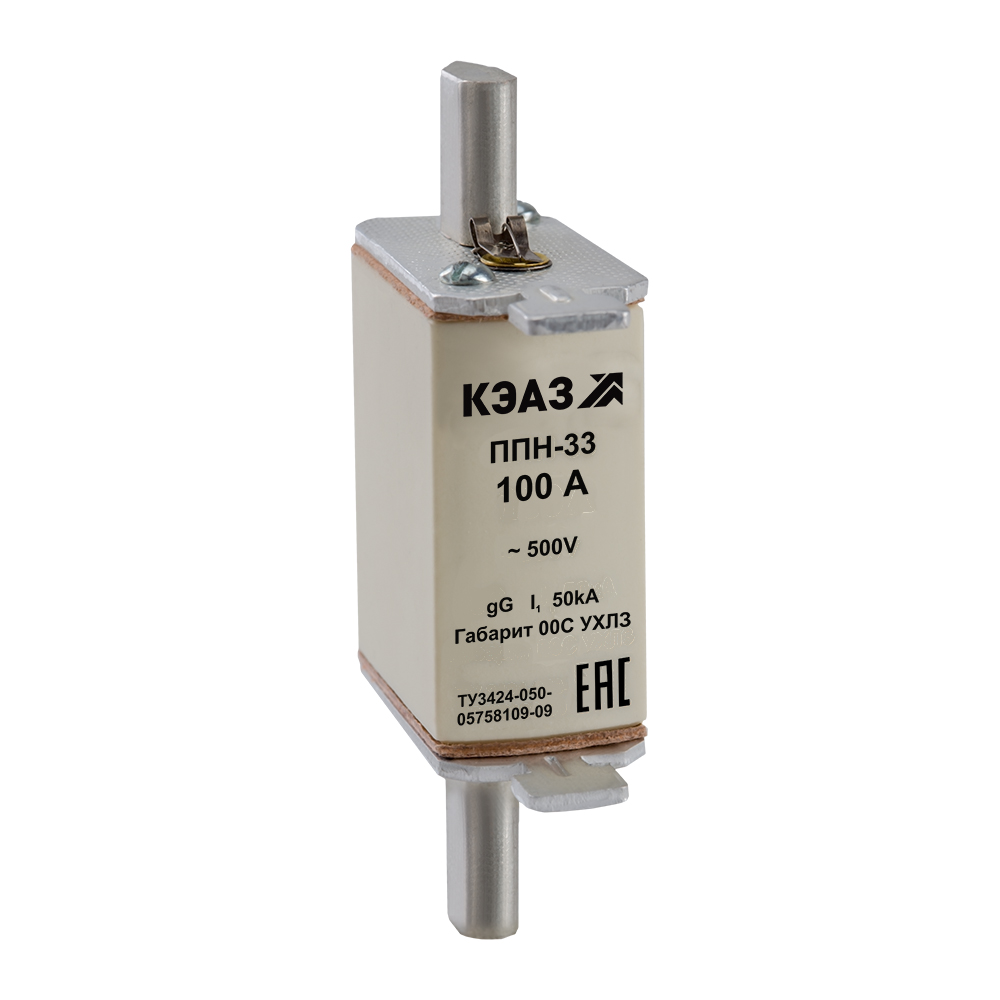 КЭАЗ
ППН-33
100 А
~ 500V
gG I₁ 50kA
Габарит 00С УХЛ3
ТУ3424-050-
05758109-09
ЕАС